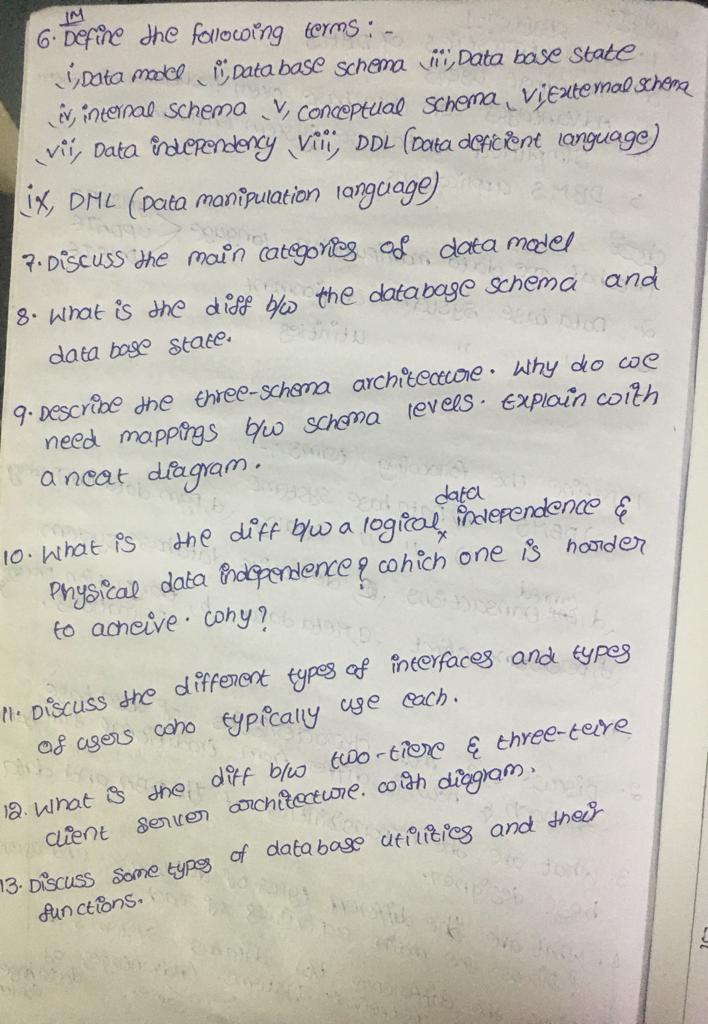 1M
6. Define the following terms :-
i, Data model ii, Data base schema iii, Data base state
iv, internal schema v, conceptual schema vi, External schema
vii, Data independency viii, DDL (Data deficient language)
ix, DML (Data manipulation language)
7. Discuss the main categories of data model
8. What is the diff b/w the database schema and
data base state.
9. Describe the three-schema architecture. Why do we
need mappings b/w schema levels. Explain with
a neat diagram.
10. What is the diff b/w a logical data independence &
Physical data independence? which one is harder
to acheive. why?
11. Discuss the different types of interfaces and types
of users who typically use each.
12. What is the diff b/w two-tiere & three-teire
client server architecture. with diagram.
13. Discuss some types of database utilities and their
functions.